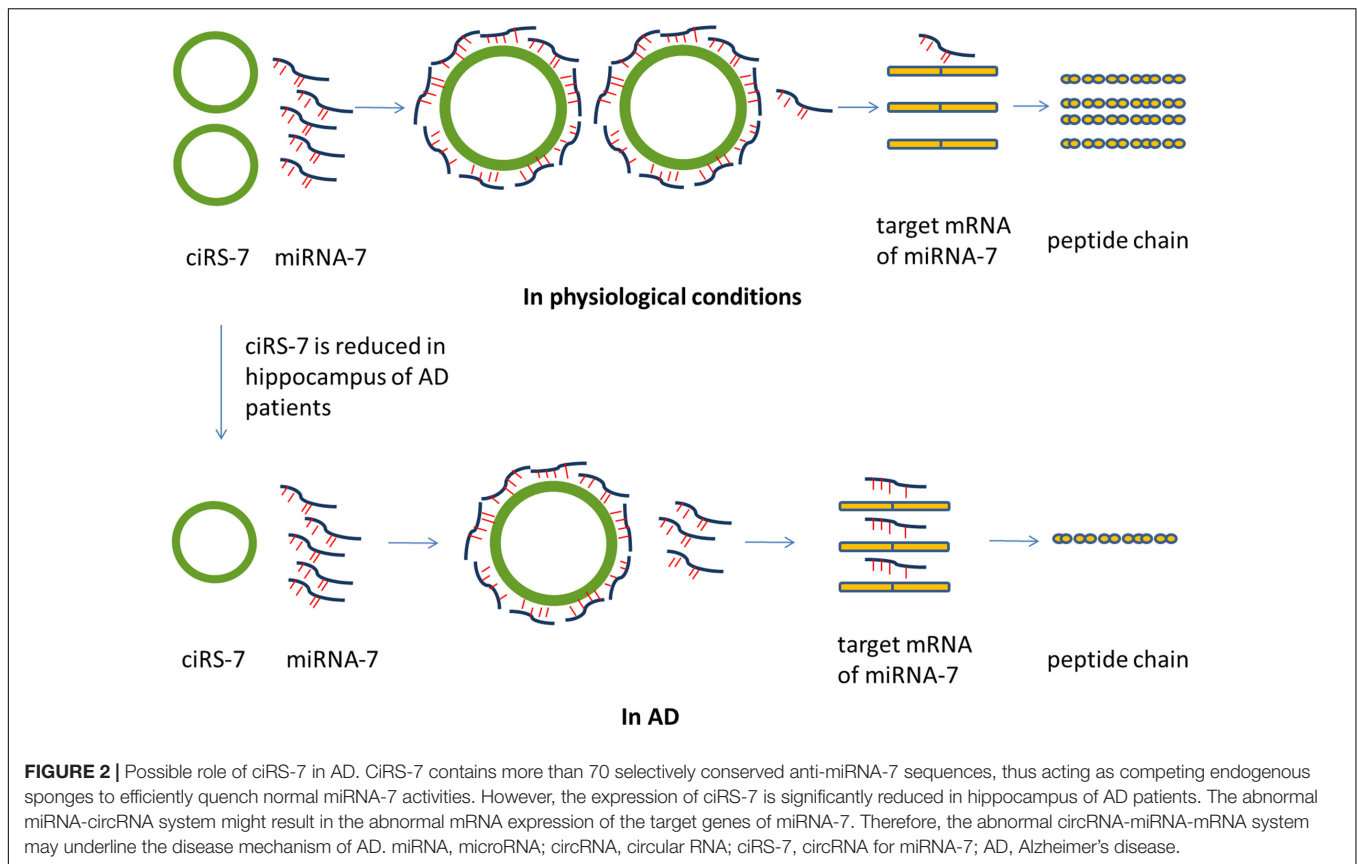 ciRS-7 miRNA-7
target mRNA
of miRNA-7
peptide chain
In physiological conditions
ciRS-7 is reduced in
hippocampus of AD
patients
ciRS-7 miRNA-7
target mRNA
of miRNA-7
peptide chain
In AD
FIGURE 2 | Possible role of ciRS-7 in AD. CiRS-7 contains more than 70 selectively conserved anti-miRNA-7 sequences, thus acting as competing endogenous
sponges to efficiently quench normal miRNA-7 activities. However, the expression of ciRS-7 is significantly reduced in hippocampus of AD patients. The abnormal
miRNA-circRNA system might result in the abnormal mRNA expression of the target genes of miRNA-7. Therefore, the abnormal circRNA-miRNA-mRNA system
may underline the disease mechanism of AD. miRNA, microRNA; circRNA, circular RNA; ciRS-7, circRNA for miRNA-7; AD, Alzheimer's disease.